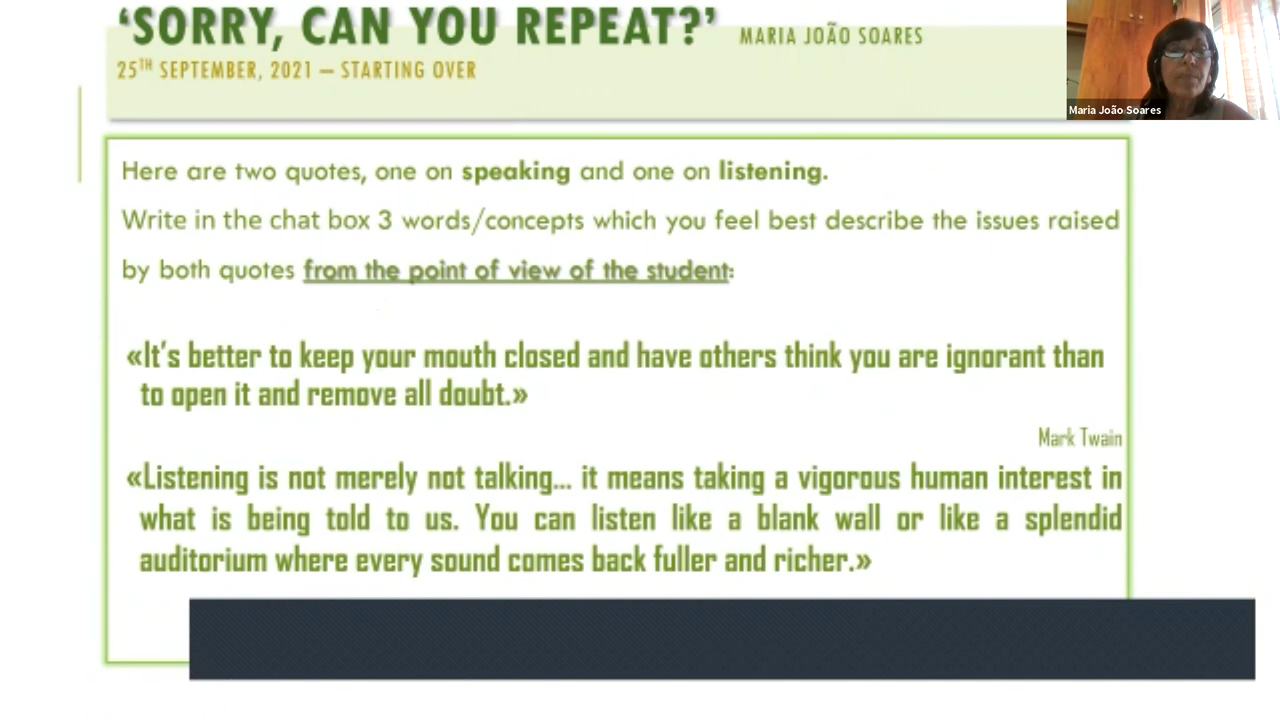 ‘SORRY, CAN YOU REPEAT?’ MARIA JOÃO SOARES
25TH SEPTEMBER, 2021 – STARTING OVER
Maria João Soares
Here are two quotes, one on speaking and one on listening.
Write in the chat box 3 words/concepts which you feel best describe the issues raised
by both quotes from the point of view of the student:
«It’s better to keep your mouth closed and have others think you are ignorant than
to open it and remove all doubt.»
Mark Twain
«Listening is not merely not talking... it means taking a vigorous human interest in
what is being told to us. You can listen like a blank wall or like a splendid
auditorium where every sound comes back fuller and richer.»